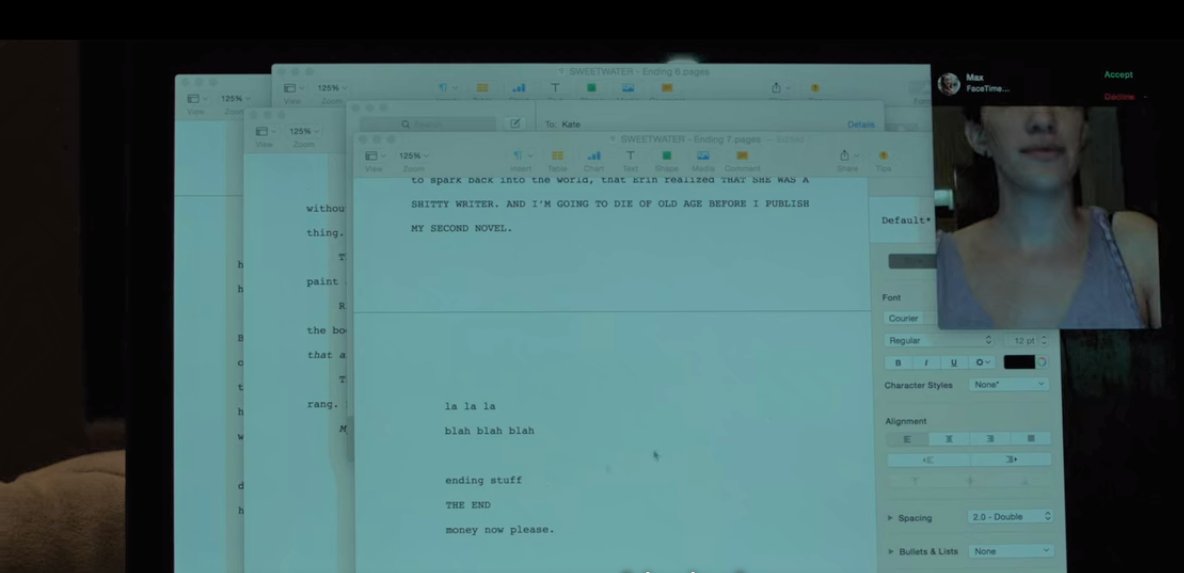 SWEETWATER - Ending 6.pages
125%
View
Zoom
125%
View
Zoom
125%
View
Zoom
Search
To: Kate
Details
SWEETWATER - Ending 7.pages
125%
View
Zoom
Insert
Table
Chart
Text
Shape
Media
Comment
Share
Tips
to spark back into the world, that Erin realized THAT SHE WAS A
SHITTY WRITER. AND I'M GOING TO DIE OF OLD AGE BEFORE I PUBLISH
MY SECOND NOVEL.
la la la
blah blah blah
ending stuff
THE END
money now please.
withou
thing.
T
paint
R
the bo
that a
T
rang.
M
h
h
B
o
t
h
w
d
h
Max
FaceTime...
Accept
Decline
Default*
Font
Courier
Regular
12 pt
B I U
Character Styles
None*
Alignment
Spacing
2.0 - Double
Bullets & Lists
None